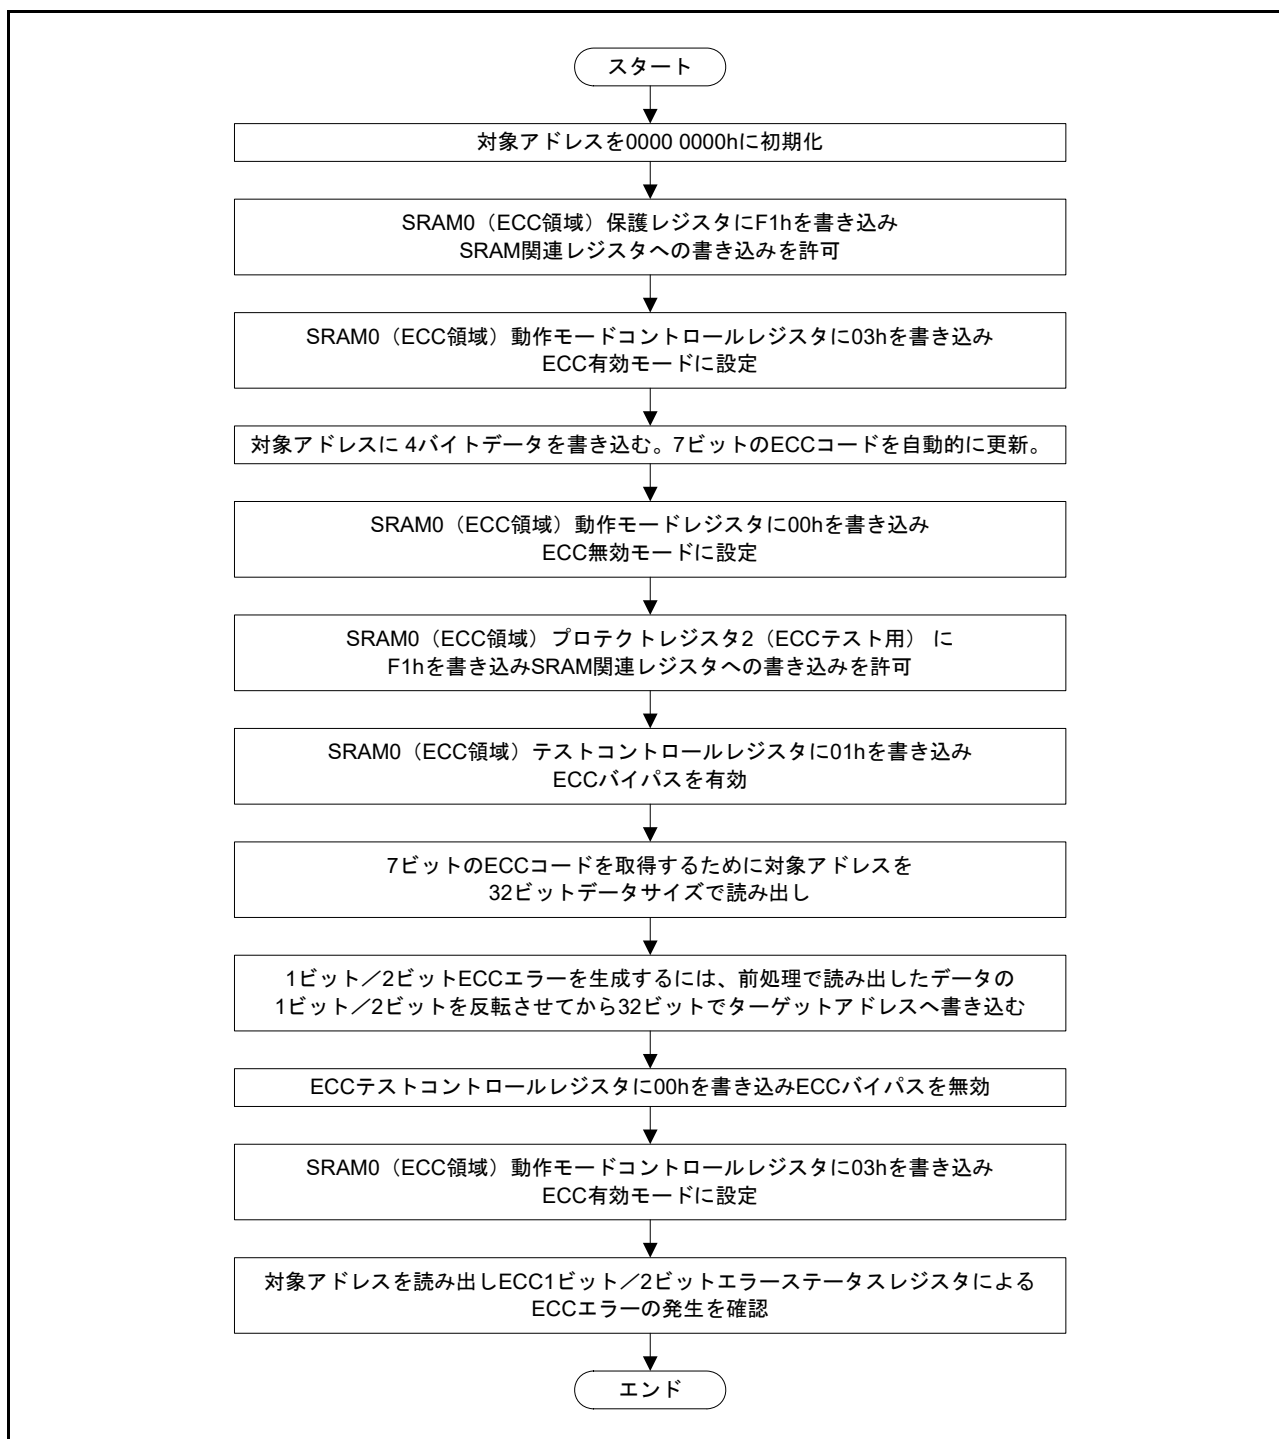 スタート
対象アドレスを0000 0000hに初期化
SRAM0（ECC領域）保護レジスタにF1hを書き込み
SRAM関連レジスタへの書き込みを許可
SRAM0（ECC領域）動作モードコントロールレジスタに03hを書き込み
ECC有効モードに設定
対象アドレスに 4バイトデータを書き込む。7ビットのECCコードを自動的に更新。
SRAM0（ECC領域）動作モードレジスタに00hを書き込み
ECC無効モードに設定
SRAM0（ECC領域）プロテクトレジスタ2（ECCテスト用） に
F1hを書き込みSRAM関連レジスタへの書き込みを許可
SRAM0（ECC領域）テストコントロールレジスタに01hを書き込み
ECCバイパスを有効
7ビットのECCコードを取得するために対象アドレスを
32ビットデータサイズで読み出し
1ビット／2ビットECCエラーを生成するには、前処理で読み出したデータの
1ビット／2ビットを反転させてから32ビットでターゲットアドレスへ書き込む
ECCテストコントロールレジスタに00hを書き込みECCバイパスを無効
SRAM0（ECC領域）動作モードコントロールレジスタに03hを書き込み
ECC有効モードに設定
対象アドレスを読み出しECC1ビット／2ビットエラーステータスレジスタによる
ECCエラーの発生を確認
エンド